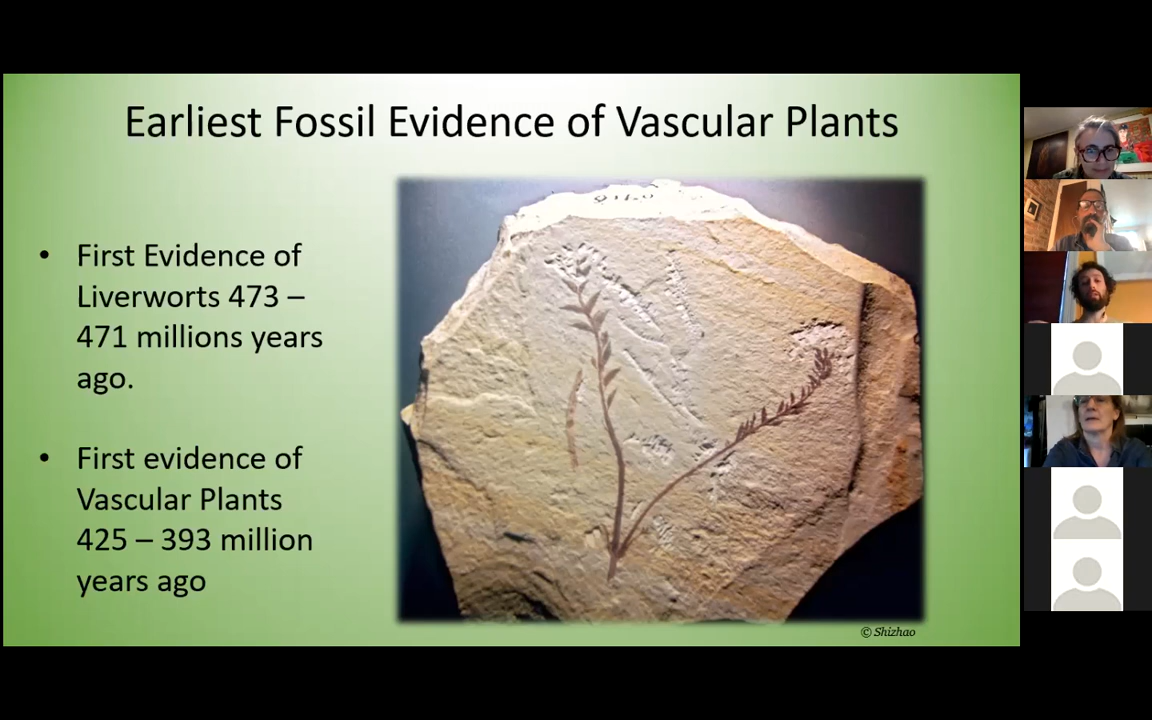 Earliest Fossil Evidence of Vascular Plants
• First Evidence of
Liverworts 473 –
471 millions years
ago.
• First evidence of
Vascular Plants
425 – 393 million
years ago
© Shizhao